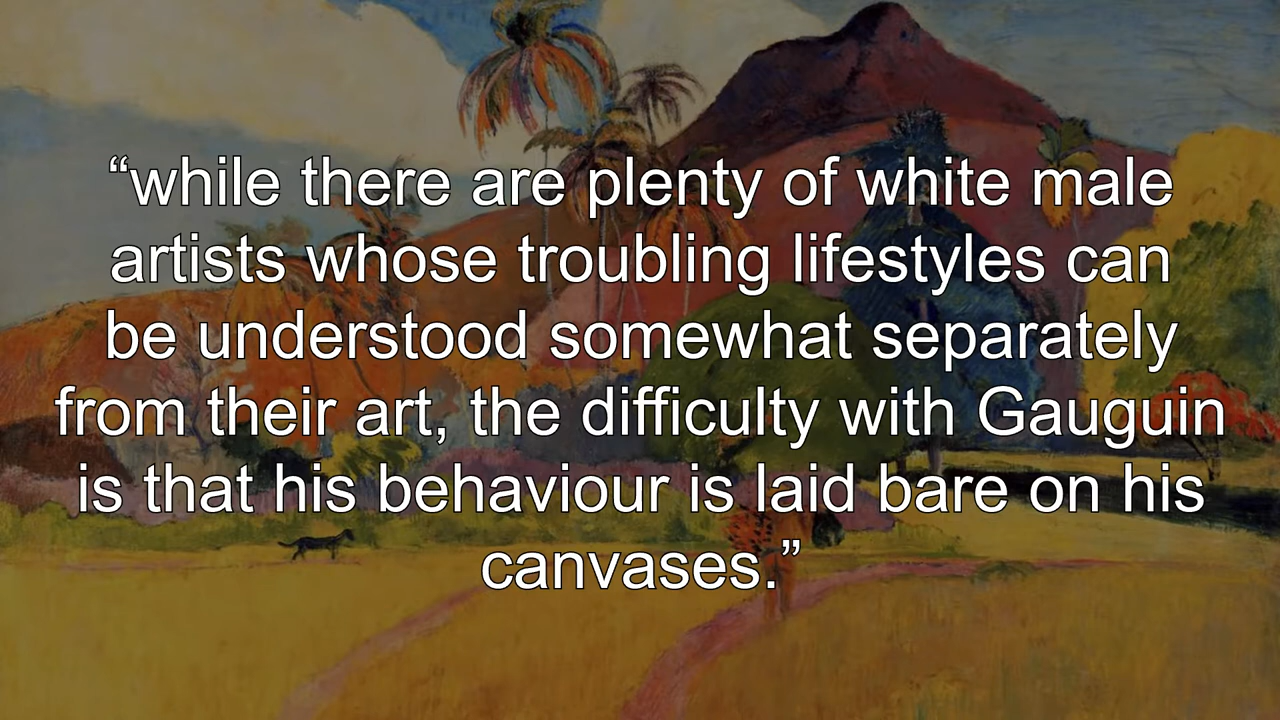 “while there are plenty of white male
artists whose troubling lifestyles can
be understood somewhat separately
from their art, the difficulty with Gauguin
is that his behaviour is laid bare on his
canvases.”